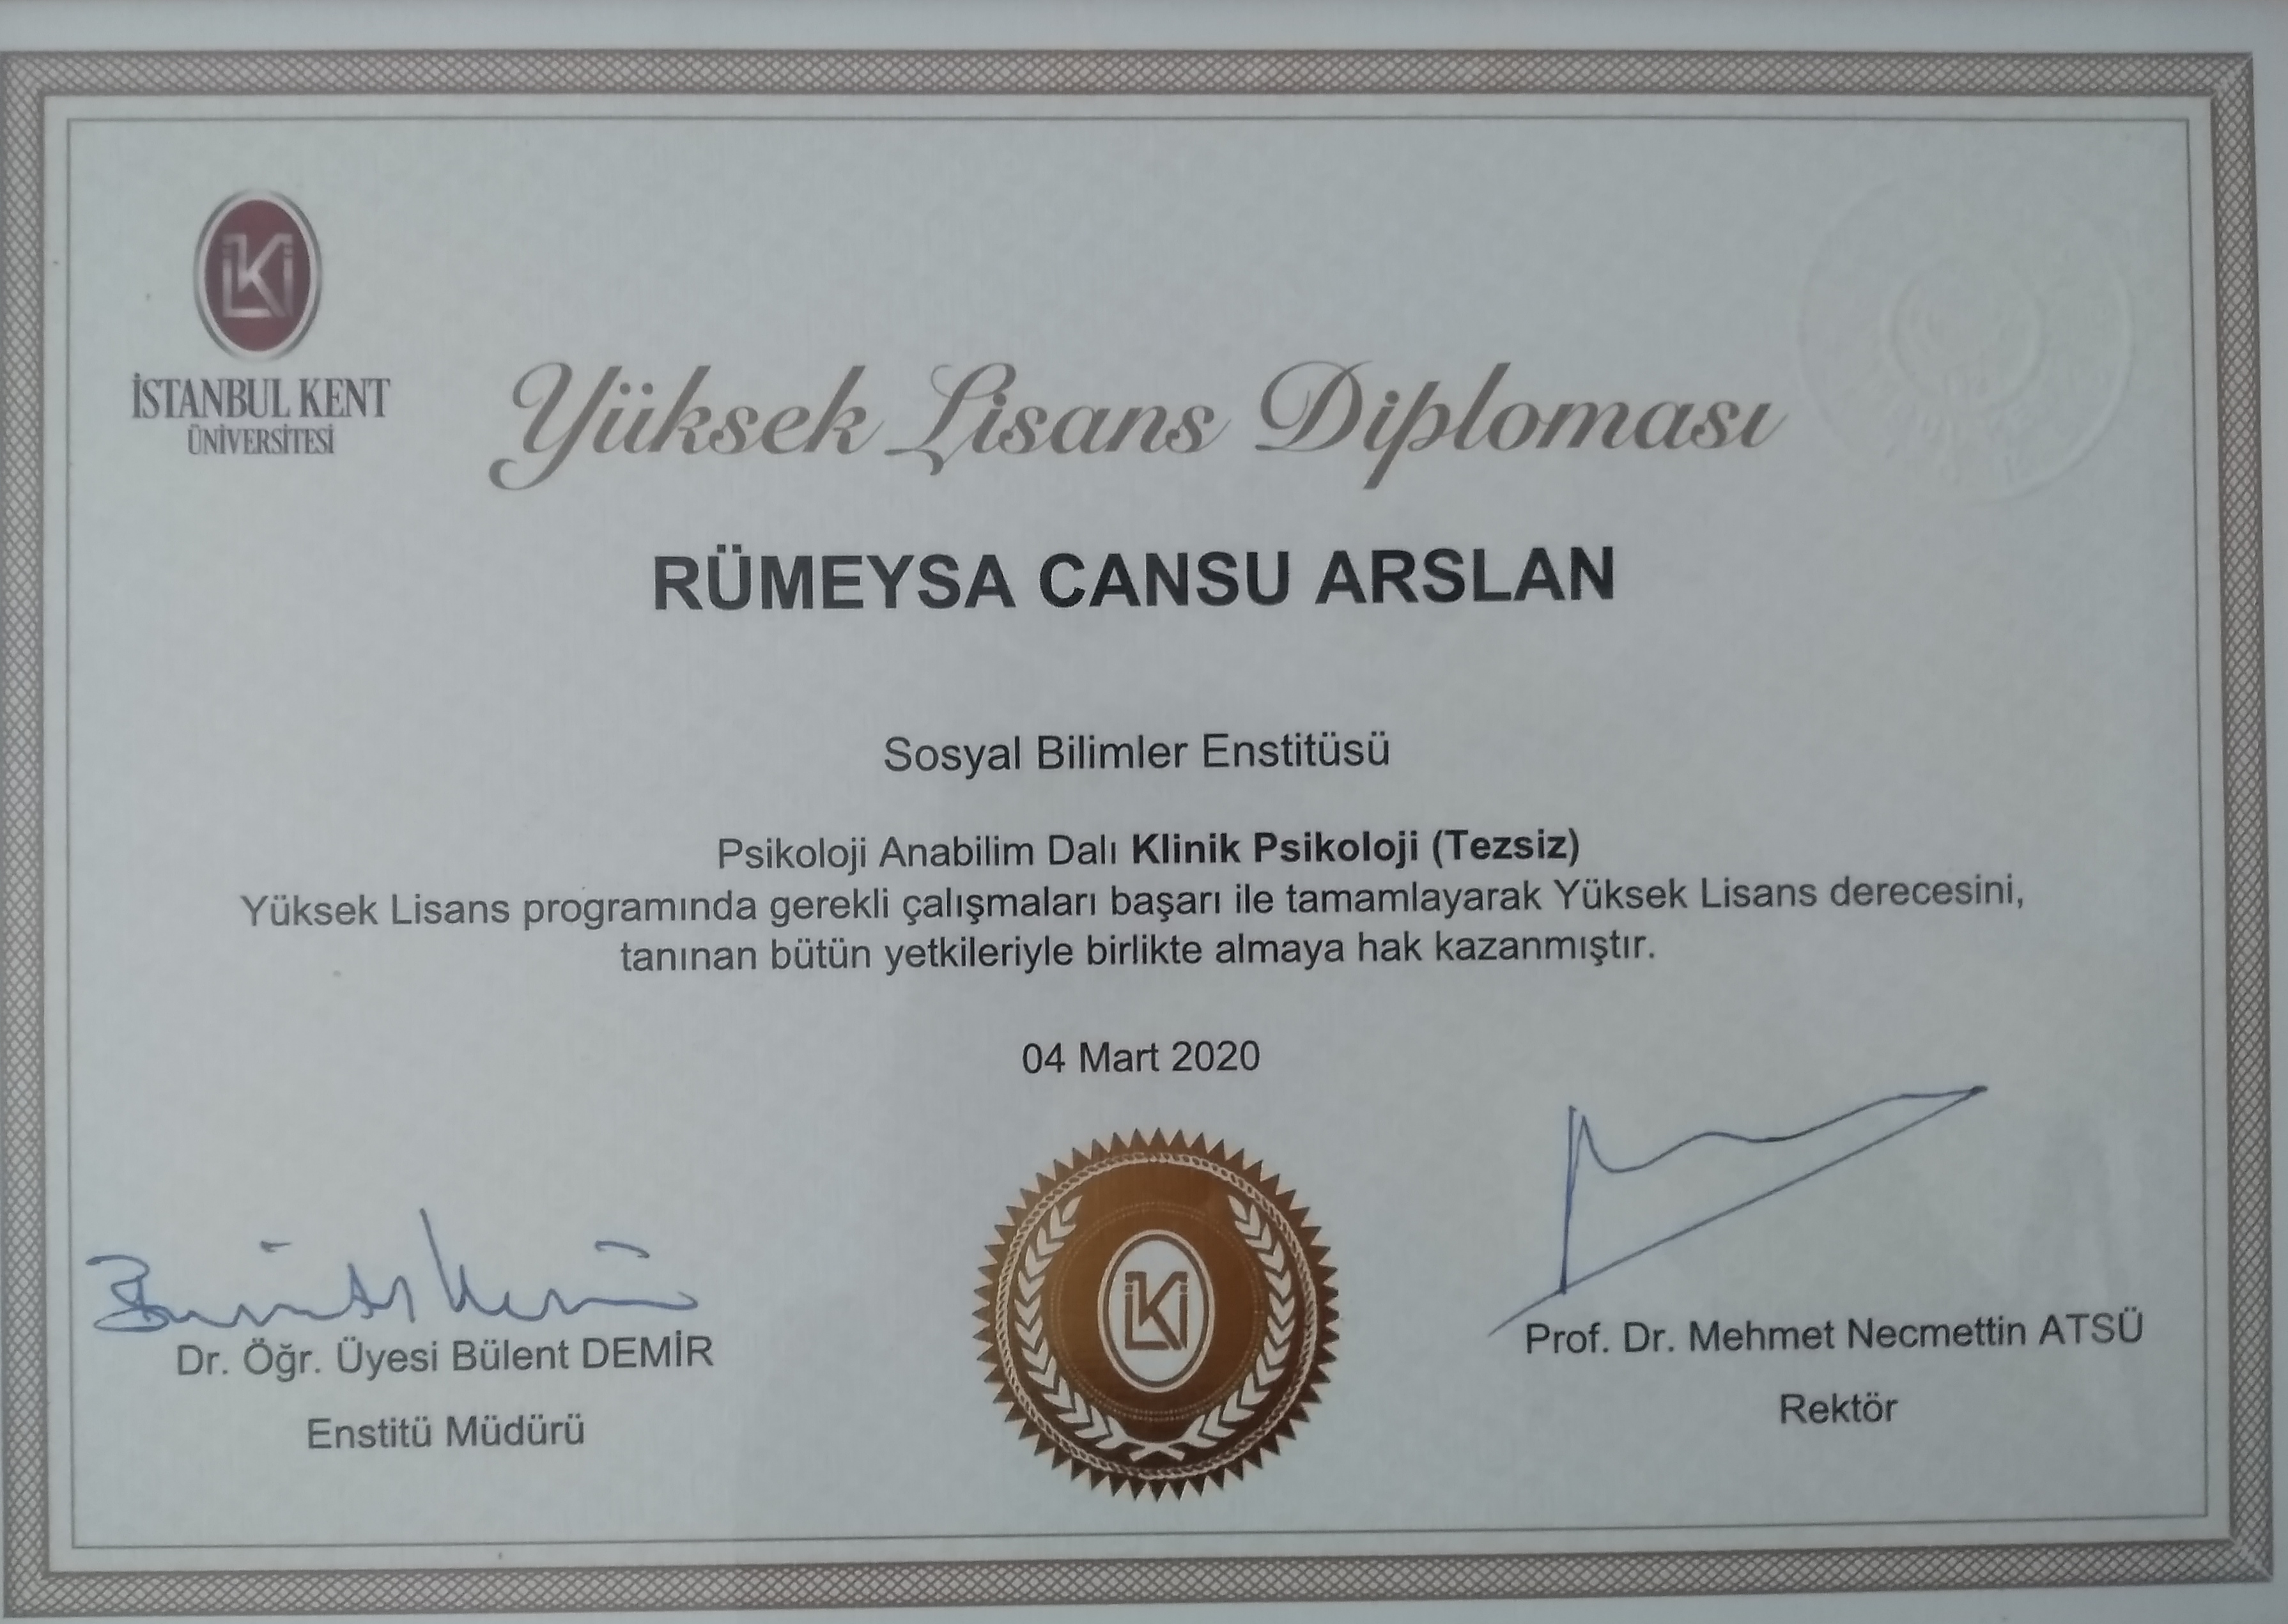 İSTANBUL KENT
ÜNİVERSİTESİ
Yüksek Lisans Diploması
RÜMEYSA CANSU ARSLAN
Sosyal Bilimler Enstitüsü
Psikoloji Anabilim Dalı Klinik Psikoloji (Tezsiz)
Yüksek Lisans programında gerekli çalışmaları başarı ile tamamlayarak Yüksek Lisans derecesini,
tanınan bütün yetkileriyle birlikte almaya hak kazanmıştır.
04 Mart 2020
Dr. Öğr. Üyesi Bülent DEMİR
Enstitü Müdürü
Prof. Dr. Mehmet Necmettin ATSÜ
Rektör